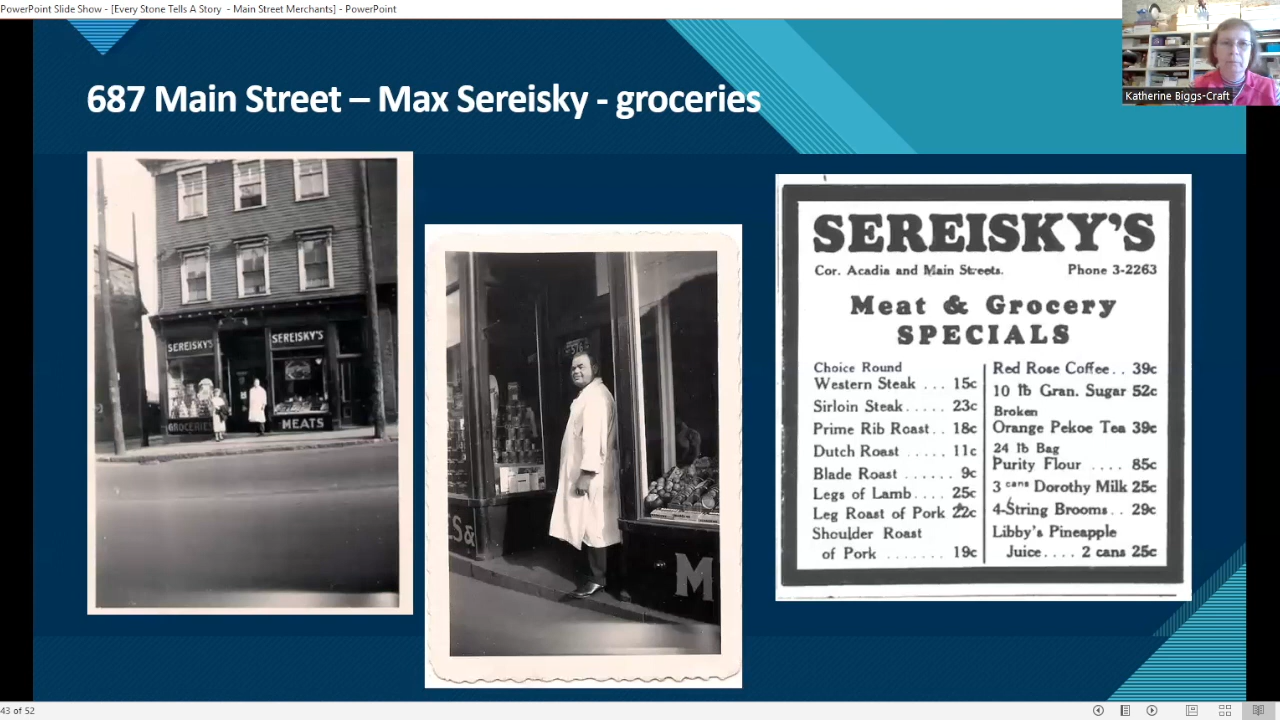 PowerPoint Slide Show - [Every Stone Tells A Story - Main Street Merchants] - PowerPoint
Katherine Biggs-Craft
687 Main Street – Max Sereisky - groceries
SEREISKY'S
SEREISKY'S
GROCERIES
MEATS
ES&
M
SEREISKY'S
Cor. Acadia and Main Streets. Phone 3-2263
Meat & Grocery
SPECIALS
Choice Round
Western Steak ... 15c
Sirloin Steak..... 23c
Prime Rib Roast.. 18c
Dutch Roast ...... 11c
Blade Roast ...... 9c
Legs of Lamb.... 25c
Leg Roast of Pork 22c
Shoulder Roast
of Pork ....... 19c
Red Rose Coffee.. 39c
10 lb Gran. Sugar 52c
Broken
Orange Pekoe Tea 39c
24 lb Bag
Purity Flour .... 85c
3 cans Dorothy Milk 25c
4-String Brooms.. 29c
Libby's Pineapple
Juice.... 2 cans 25c
43 of 52